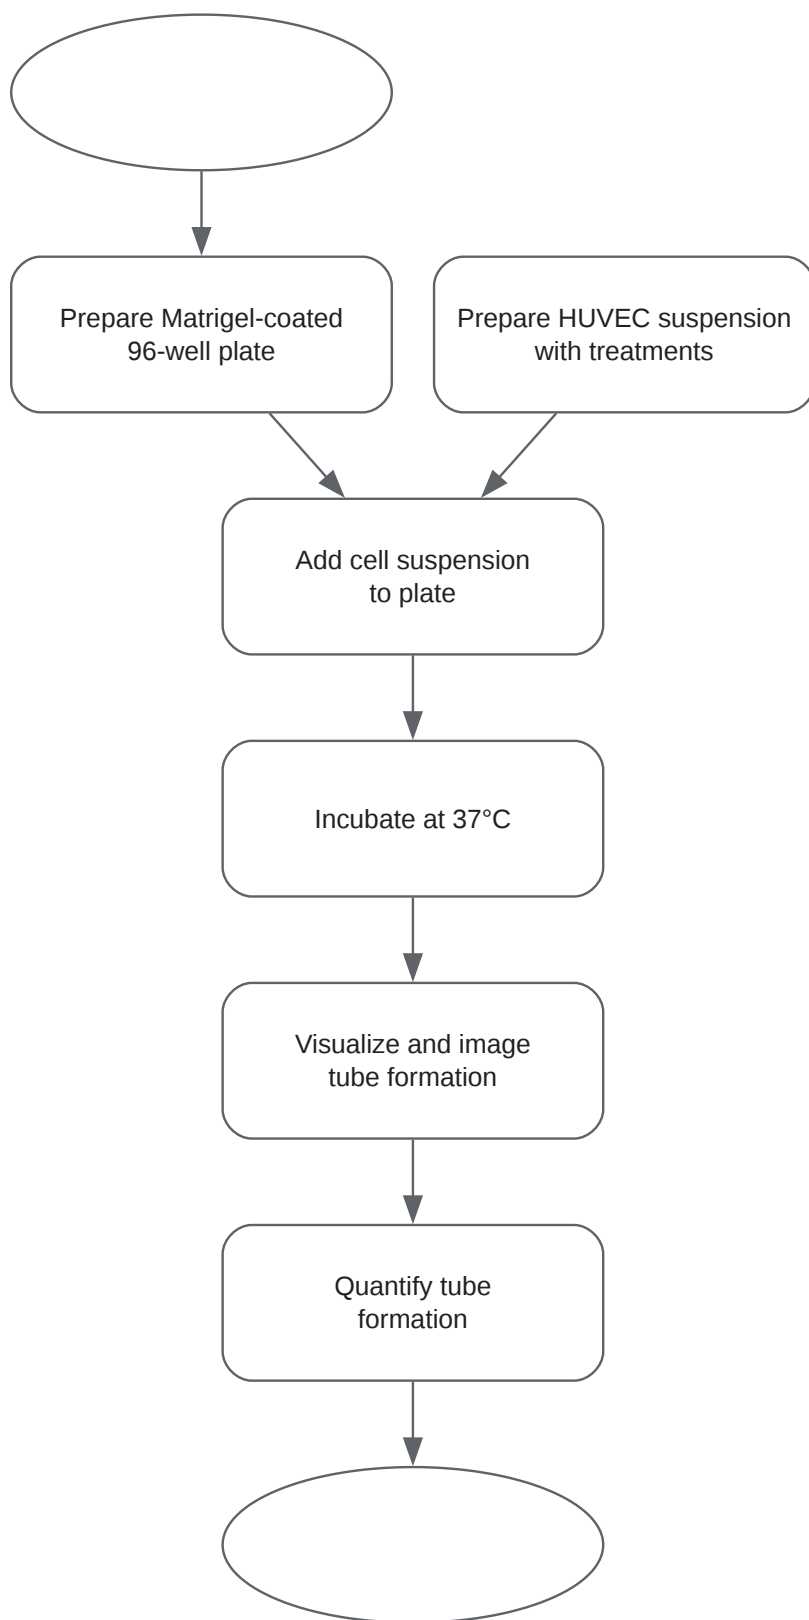 Prepare Matrigel-coated
96-well plate
Prepare HUVEC suspension
with treatments
Add cell suspension
to plate
Incubate at 37°C
Visualize and image
tube formation
Quantify tube
formation